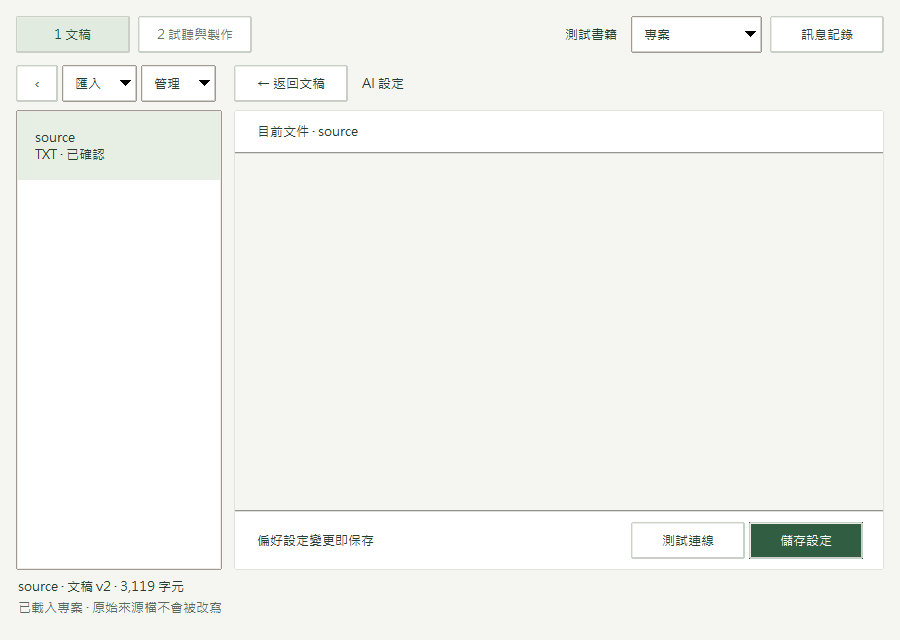 1 文稿
2 試聽與製作
測試書籍
專案
訊息記錄
‹
匯入
管理
← 返回文稿
AI 設定
source
TXT · 已確認
目前文件 · source
偏好設定變更即保存
測試連線
儲存設定
source · 文稿 v2 · 3,119 字元
已載入專案 · 原始來源檔不會被改寫